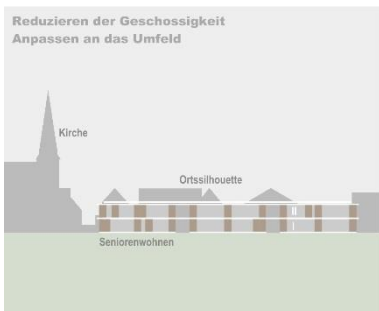 Reduzieren der Geschossigkeit
Anpassen an das Umfeld
Kirche
Ortssilhouette
Seniorenwohnen